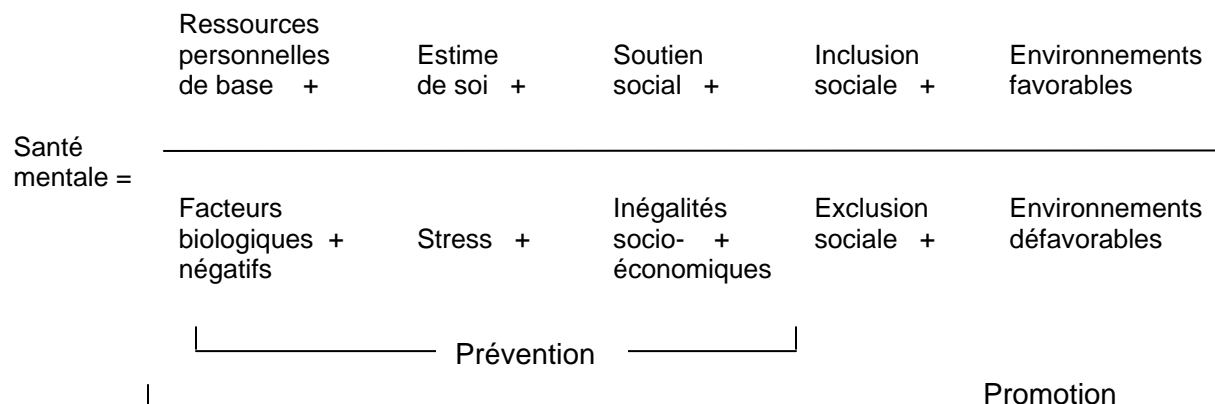 Ressources
personnelles Estime Soutien Inclusion Environnements
de base + de soi + social + sociale + favorables
Santé
mentale =
Facteurs Inégalités Exclusion Environnements
biologiques + Stress + socio- + sociale + défavorables
négatifs économiques
Prévention
Promotion